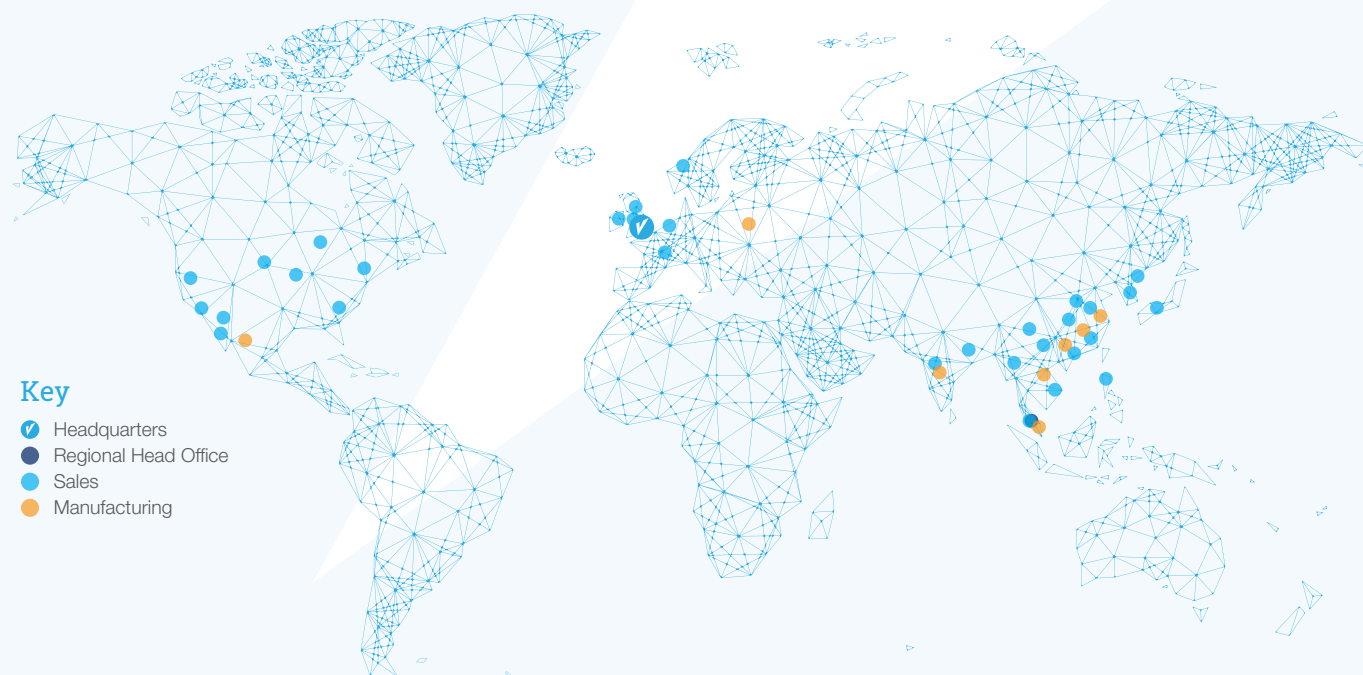 Key
Headquarters
Regional Head Office
Sales
Manufacturing